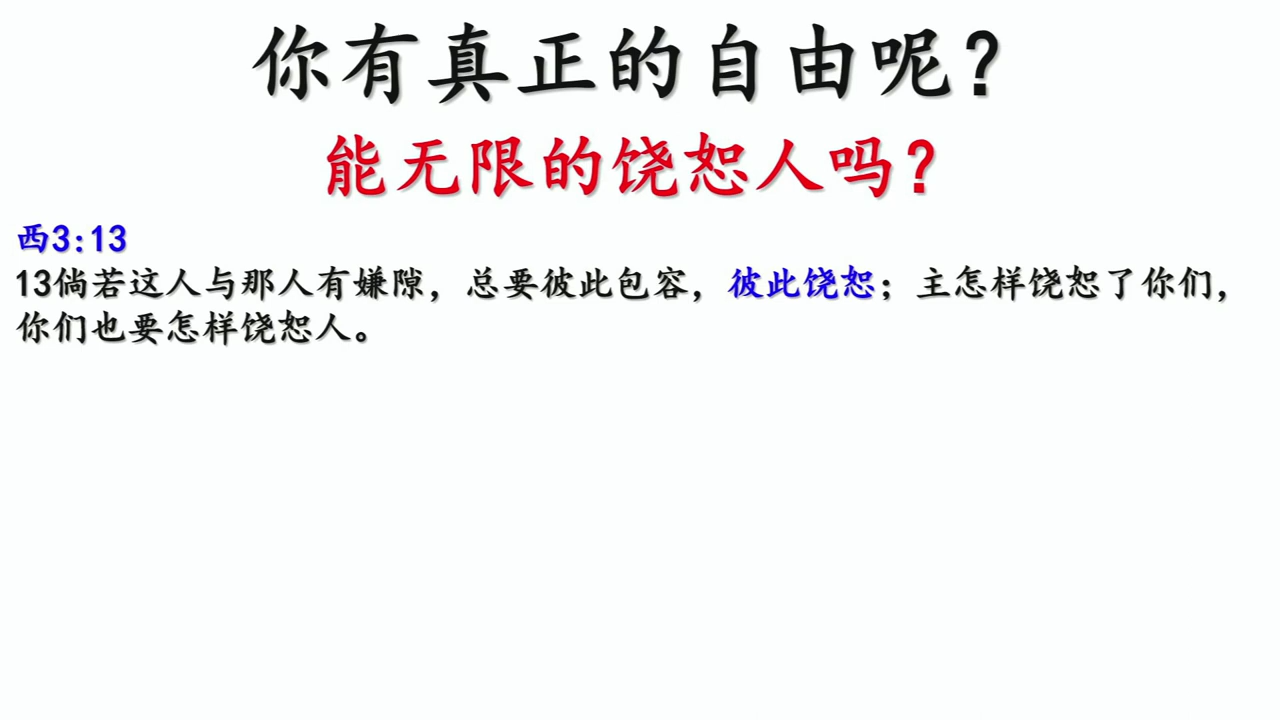 你有真正的自由呢？
能无限的饶恕人吗？
西3:13
13倘若这人与那人有嫌隙，总要彼此包容，彼此饶恕；主怎样饶恕了你们，
你们也要怎样饶恕人。